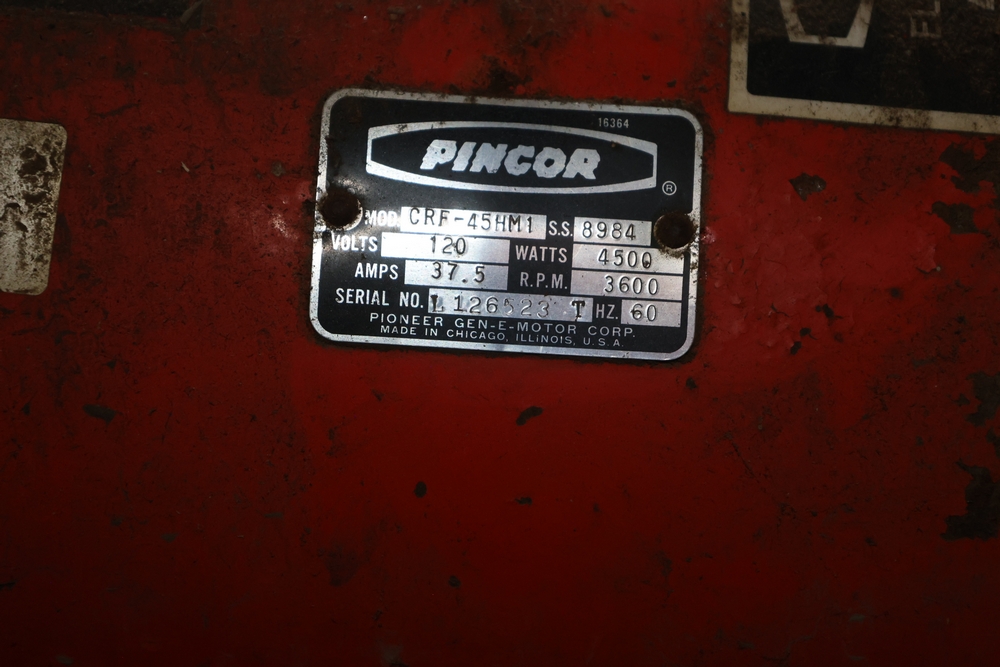 16364
PINCOR
®
MOD. CRF-45HM1 S.S. 8984
VOLTS 120 WATTS 4500
AMPS 37.5 R.P.M. 3600
SERIAL NO. L 126523 T HZ. 60
PIONEER GEN-E-MOTOR CORP.
MADE IN CHICAGO, ILLINOIS, U.S.A.